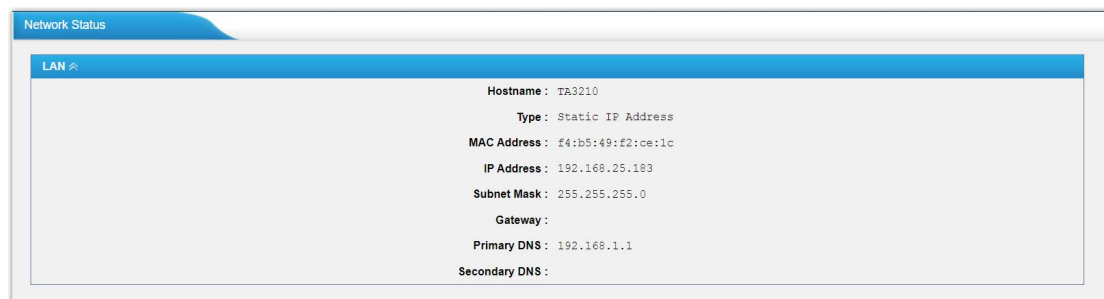 Network Status
LAN
Hostname : TA3210
Type : Static IP Address
MAC Address : f4:b5:49:f2:ce:1c
IP Address : 192.168.25.183
Subnet Mask : 255.255.255.0
Gateway :
Primary DNS : 192.168.1.1
Secondary DNS :